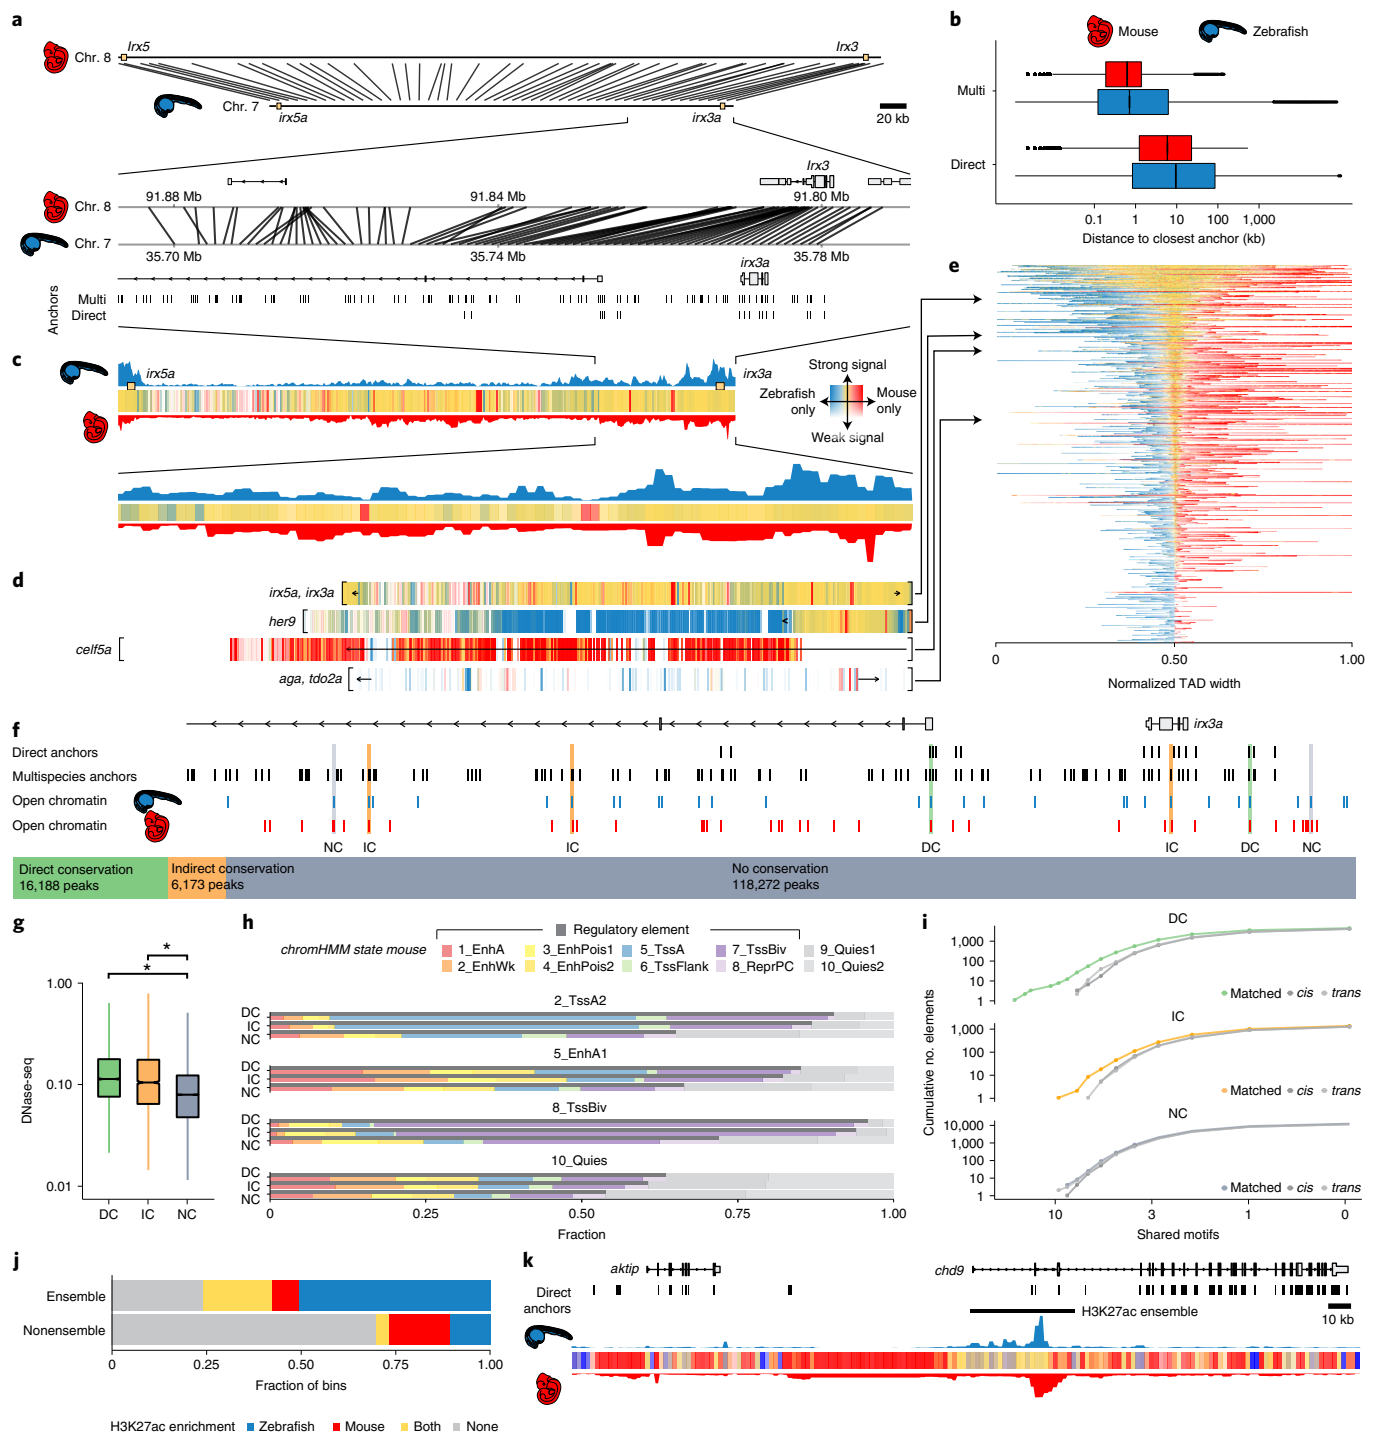 a
Irx5
Irx3
Chr. 8
Chr. 7
irx5a
irx3a
20 kb
Irx3
91.88 Mb
91.84 Mb
91.80 Mb
Chr. 8
Chr. 7
35.70 Mb
35.74 Mb
35.78 Mb
irx3a
Anchors
Multi
Direct
b
Mouse
Zebrafish
Multi
Direct
0.1
1
10
100
1,000
Distance to closest anchor (kb)
c
irx5a
irx3a
Strong signal
Zebrafish only
Mouse only
Weak signal
d
irx5a, irx3a
her9
celf5a
aga, tdo2a
e
0
0.50
1.00
Normalized TAD width
f
irx3a
Direct anchors
Multispecies anchors
Open chromatin
Open chromatin
NC
IC
IC
DC
IC
DC
NC
Direct conservation
16,188 peaks
Indirect conservation
6,173 peaks
No conservation
118,272 peaks
g
*
*
1.00
0.10
0.01
DNase-seq
DC
IC
NC
h
Regulatory element
chromHMM state mouse
1_EnhA
3_EnhPois1
5_TssA
7_TssBiv
9_Quies1
2_EnhWk
4_EnhPois2
6_TssFlank
8_ReprPC
10_Quies2
2_TssA2
DC
IC
NC
5_EnhA1
DC
IC
NC
8_TssBiv
DC
IC
NC
10_Quies
DC
IC
NC
0
0.25
0.50
0.75
1.00
Fraction
i
DC
1,000
100
10
1
Matched
cis
trans
IC
1,000
100
10
1
Matched
cis
trans
NC
10,000
1,000
100
10
1
Matched
cis
trans
Cumulative no. elements
10
3
1
0
Shared motifs
j
Ensemble
Nonensemble
0
0.25
0.50
0.75
1.00
Fraction of bins
H3K27ac enrichment
Zebrafish
Mouse
Both
None
k
aktip
chd9
Direct
anchors
H3K27ac ensemble
10 kb